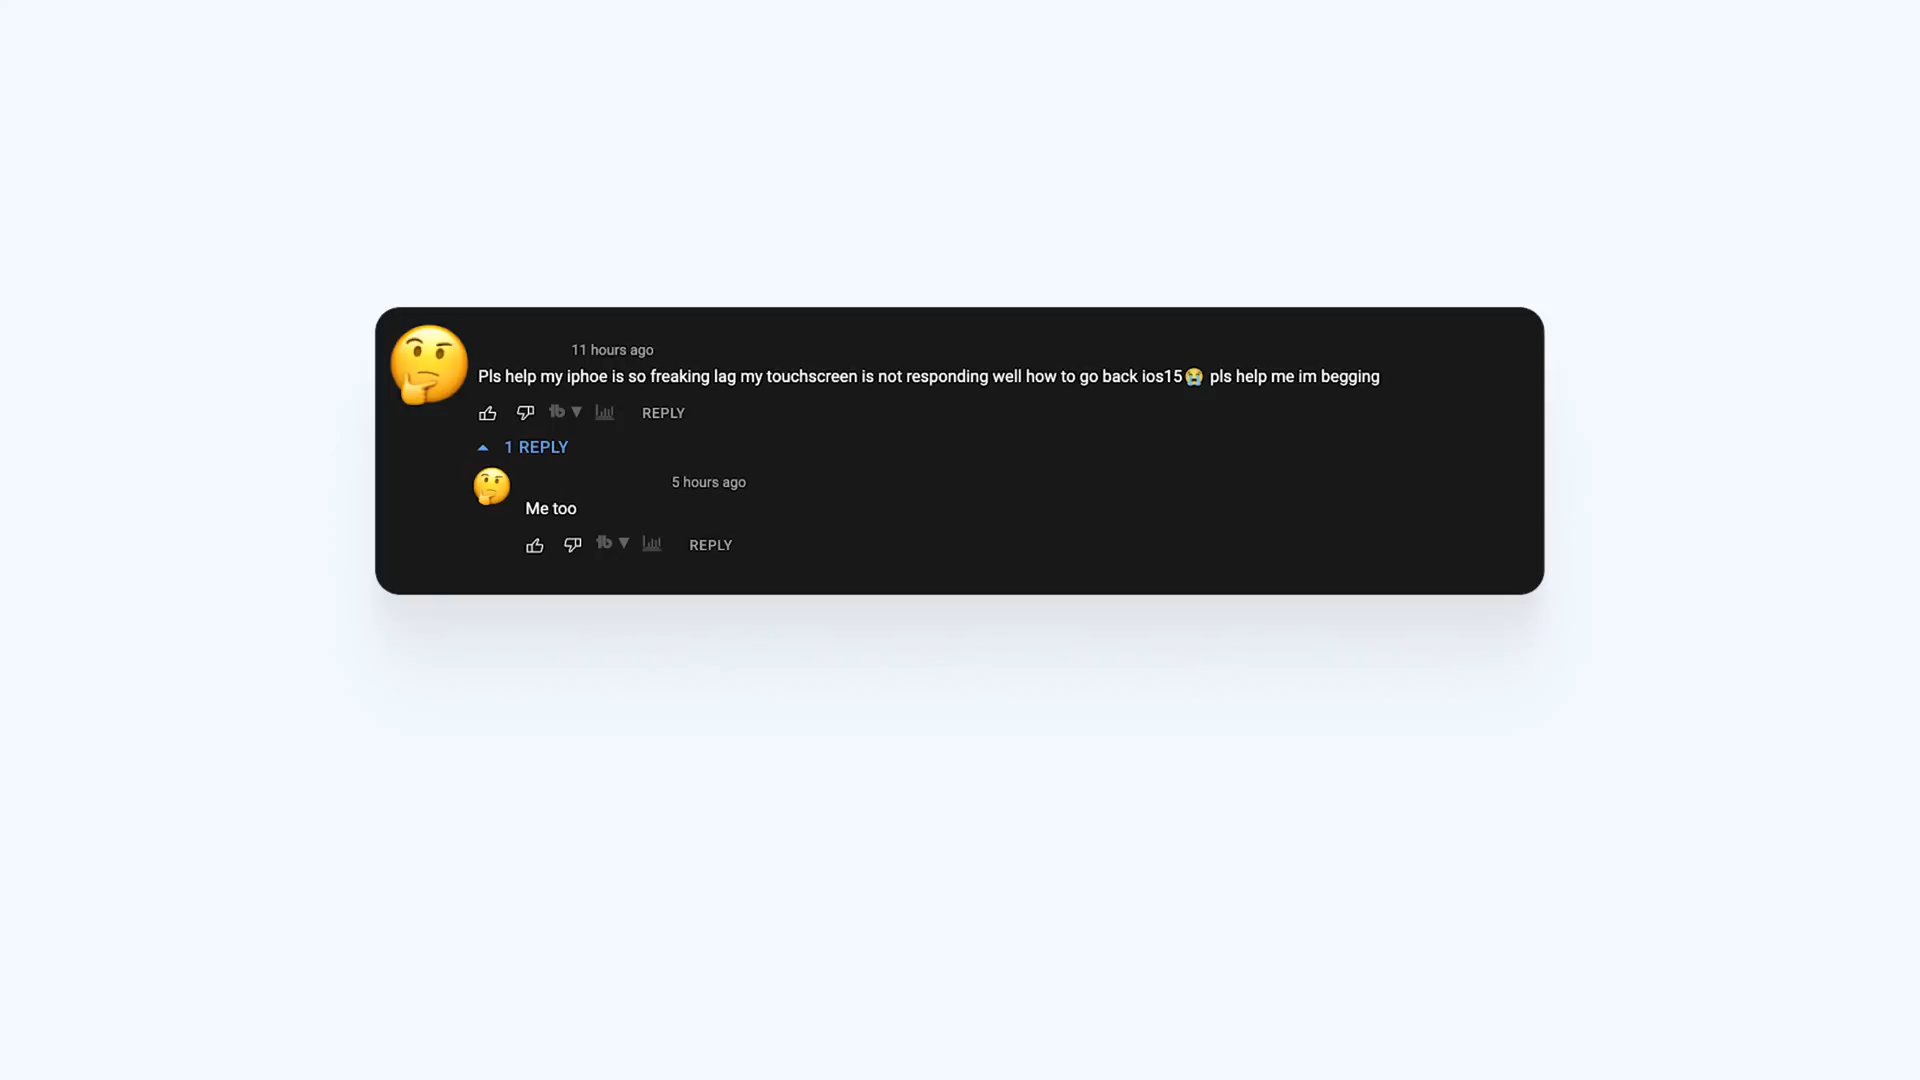 11 hours ago
Pls help my iphoe is so freaking lag my touchscreen is not responding well how to go back ios15😭 pls help me im begging
REPLY
1 REPLY
5 hours ago
Me too
REPLY